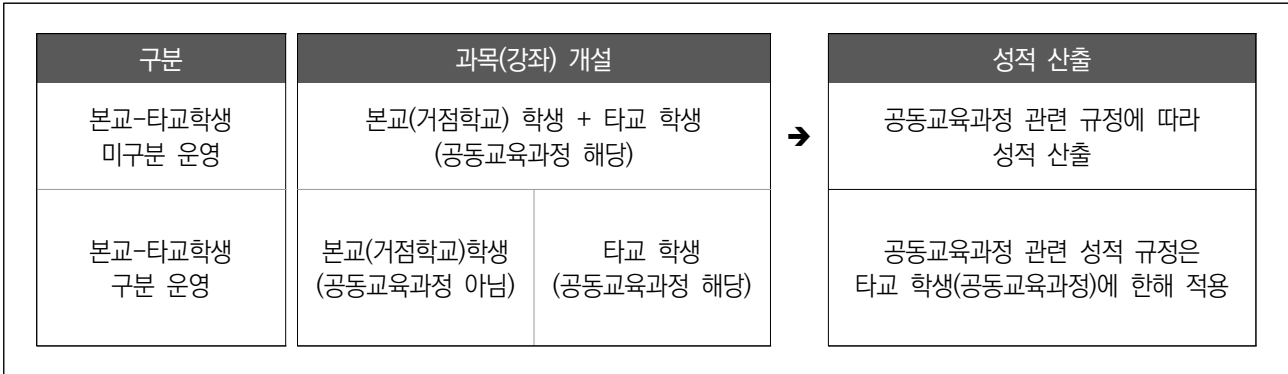 구분
과목(강좌) 개설
성적 산출
본교-타교학생
미구분 운영
본교(거점학교) 학생 + 타교 학생
(공동교육과정 해당)
➔
공동교육과정 관련 규정에 따라
성적 산출
본교-타교학생
구분 운영
본교(거점학교)학생
(공동교육과정 아님)
타교 학생
(공동교육과정 해당)
공동교육과정 관련 성적 규정은
타교 학생(공동교육과정)에 한해 적용